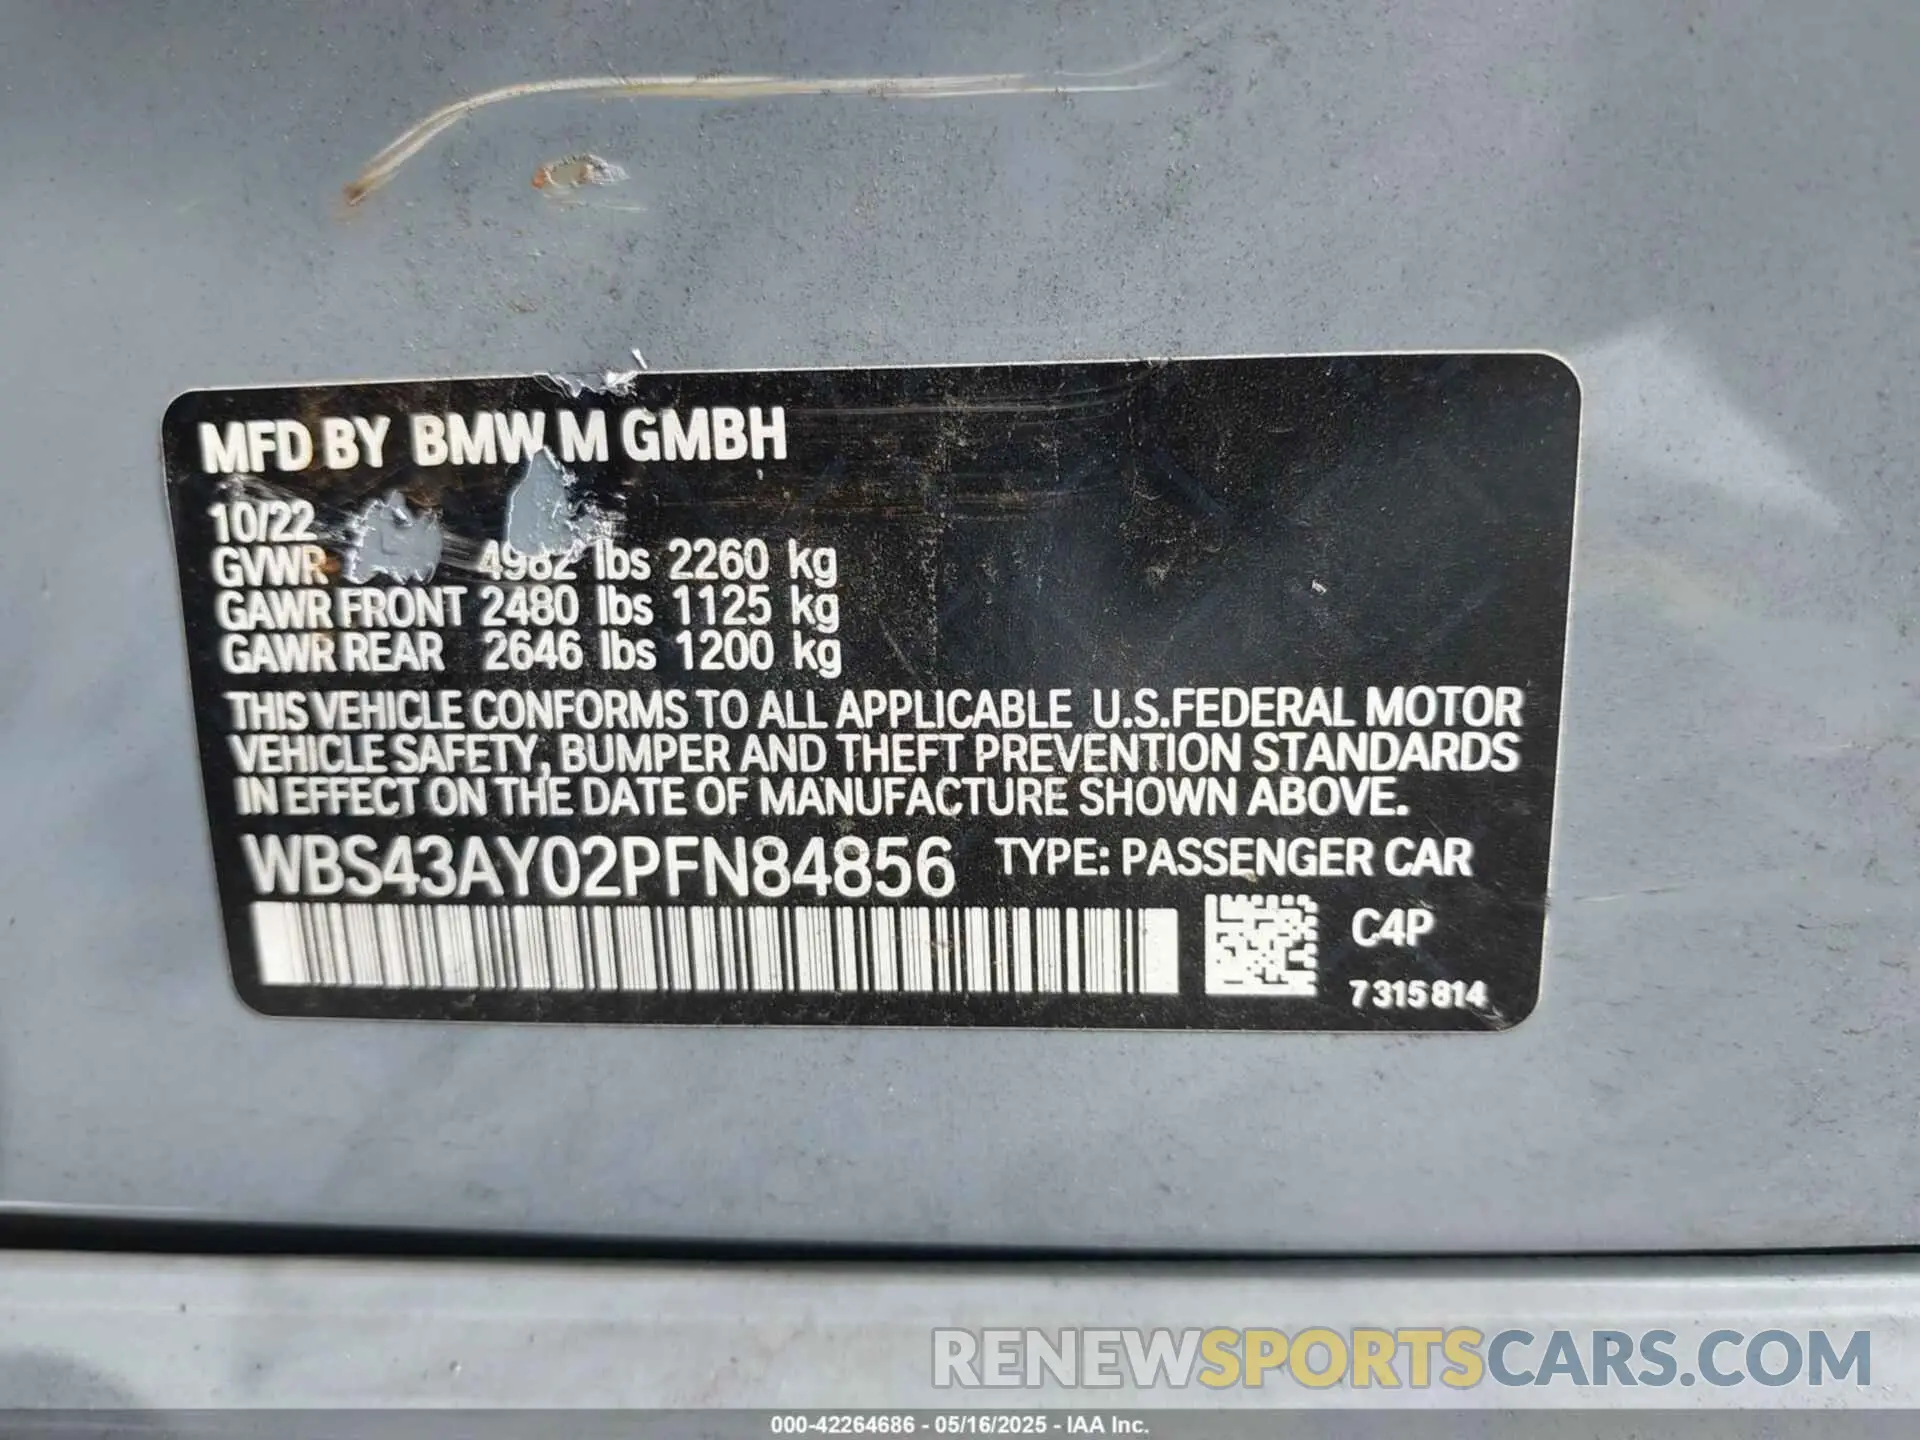 MFD BY BMW M GMBH
10/22
GVWR 4982 lbs 2260 kg
GAWR FRONT 2480 lbs 1125 kg
GAWR REAR 2646 lbs 1200 kg
THIS VEHICLE CONFORMS TO ALL APPLICABLE U.S.FEDERAL MOTOR
VEHICLE SAFETY, BUMPER AND THEFT PREVENTION STANDARDS
IN EFFECT ON THE DATE OF MANUFACTURE SHOWN ABOVE.
WBS43AY02PFN84856 TYPE: PASSENGER CAR
C4P
7315814
RENEWSPORTSCARS.COM
000-42264686 - 05/16/2025 - IAA Inc.